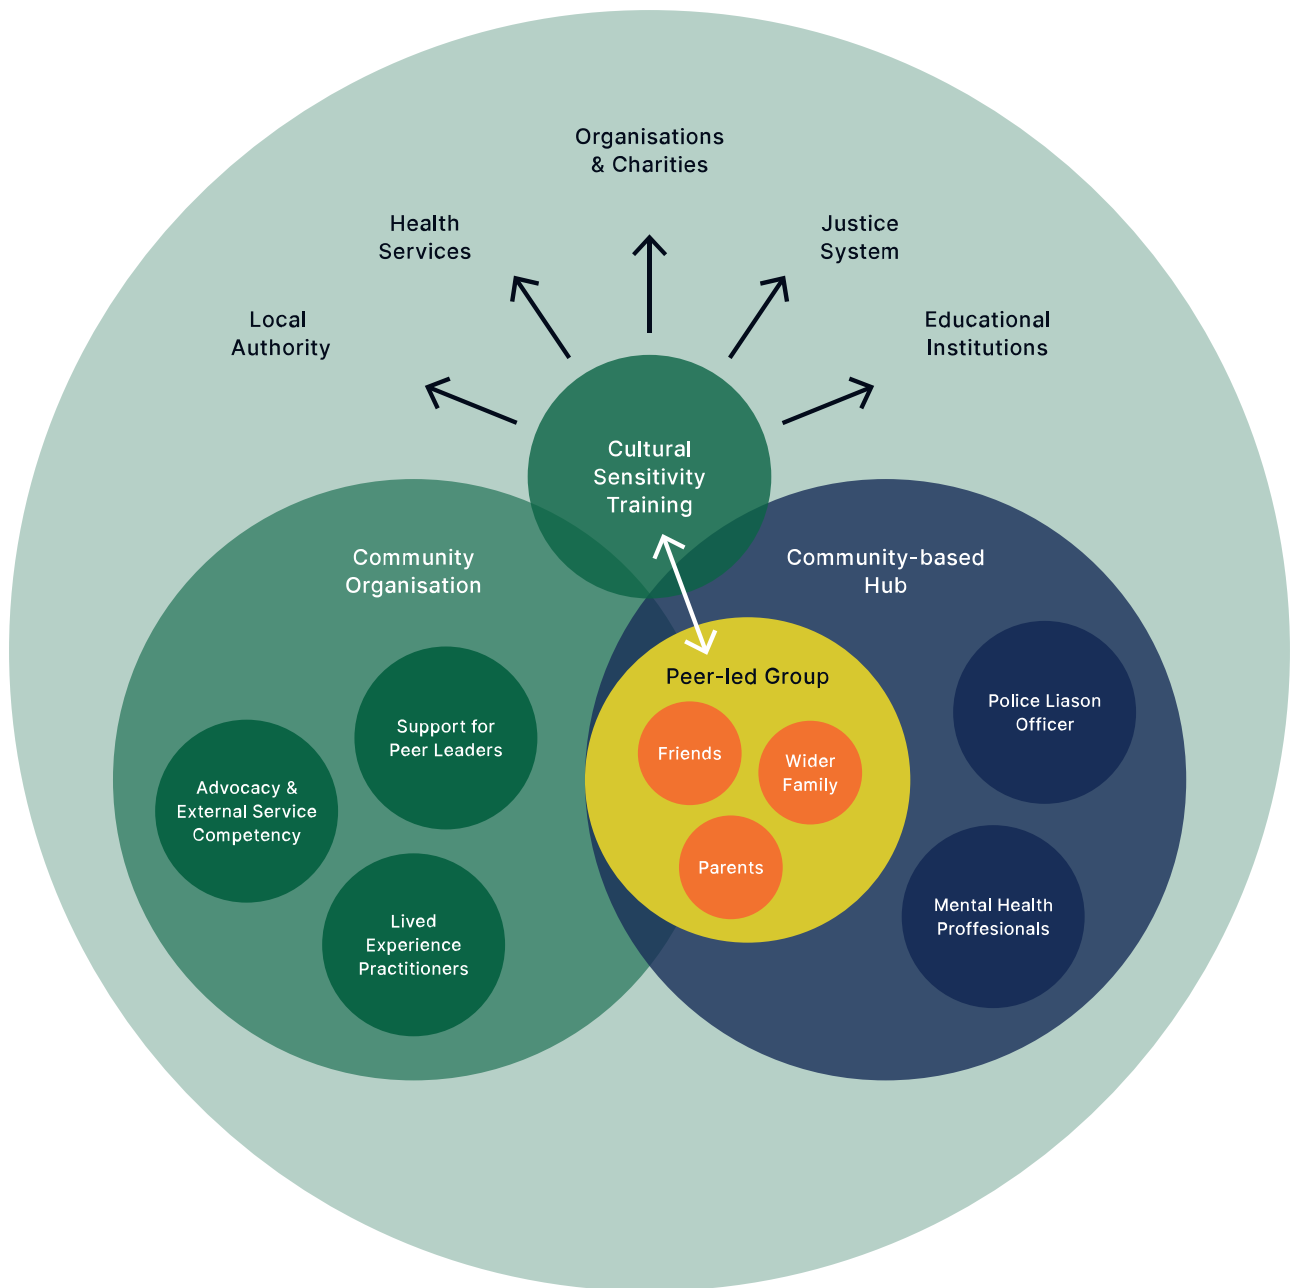 Organisations
& Charities
Health
Services
Justice
System
Local
Authority
Educational
Institutions
Cultural
Sensitivity
Training
Community
Organisation
Community-based
Hub
Support for
Peer Leaders
Advocacy &
External Service
Competency
Lived
Experience
Practitioners
Peer-led Group
Friends
Wider
Family
Parents
Police Liason
Officer
Mental Health
Proffesionals